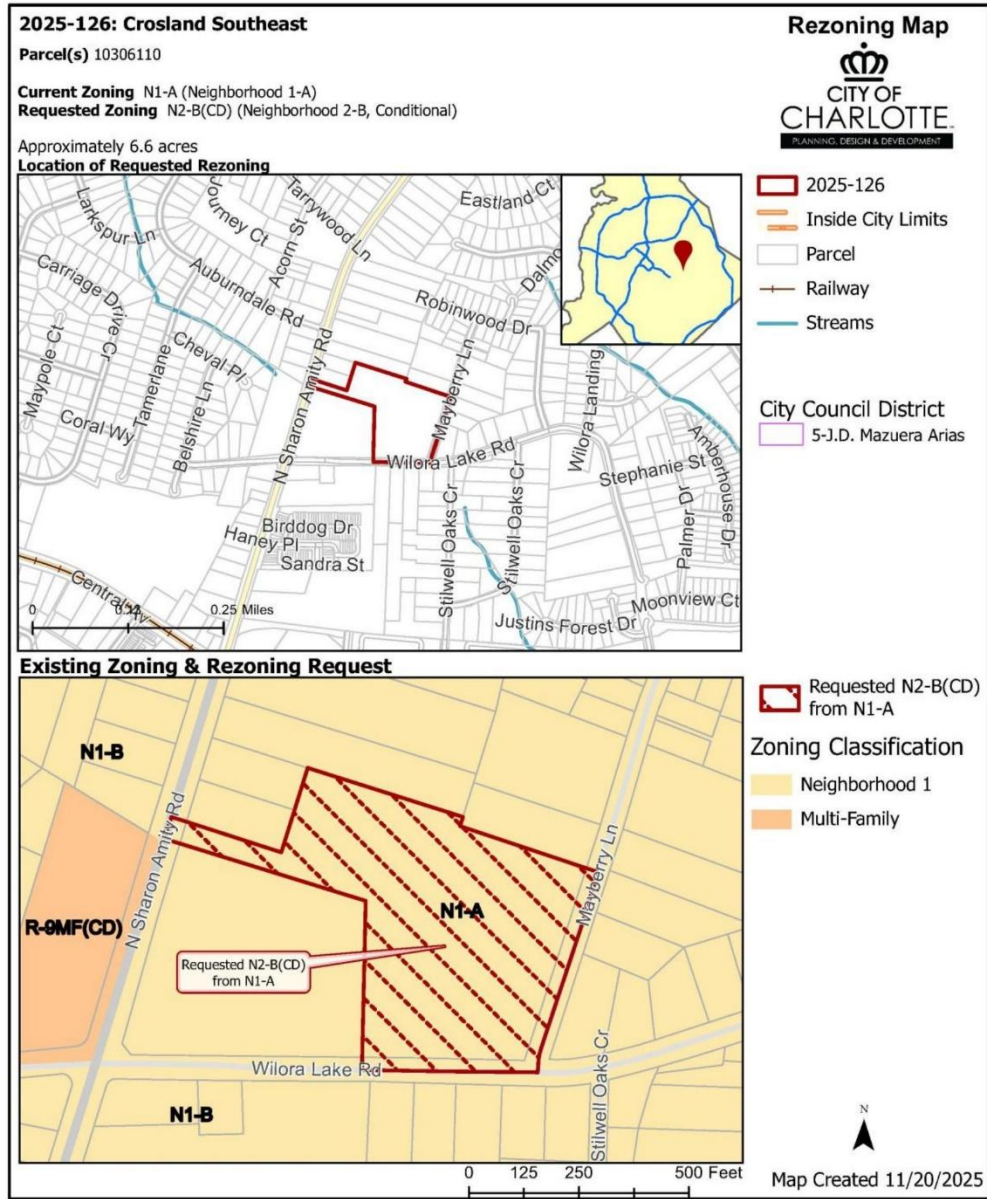 2025-126: Crosland Southeast
Parcel(s) 10306110
Current Zoning N1-A (Neighborhood 1-A)
Requested Zoning N2-B(CD) (Neighborhood 2-B, Conditional)
Approximately 6.6 acres
Location of Requested Rezoning
Rezoning Map
CITY OF
CHARLOTTE™
PLANNING, DESIGN & DEVELOPMENT
2025-126
Inside City Limits
Parcel
Railway
Streams
City Council District
5-J.D. Mazuera Arias
Larkspur Ln
Journey Ct
Acorn St
Tarrywood Ln
Eastland Ct
Carriage Drive Cr
Auburndale Rd
Robinwood Dr
Maypole Ct
Tamerlane
Cheval Pl
Belshire Ln
N Sharon Amity Rd
Mayberry Ln
Wilora Landing
Coral Wy
Wilora Lake Rd
Stephanie St
Amberhouse Dr
Palmer Dr
Birddog Dr
Haney Pl
Sandra St
Stilwell Oaks Cr
Stilwell Oaks Cr
Moonview Ct
Justins Forest Dr
0
0.25 Miles
Existing Zoning & Rezoning Request
Requested N2-B(CD)
from N1-A
Zoning Classification
Neighborhood 1
Multi-Family
N1-B
N Sharon Amity Rd
R-9MF(CD)
N1-A
Mayberry Ln
Requested N2-B(CD)
from N1-A
Wilora Lake Rd
Stilwell Oaks Cr
N1-B
N
0 125 250 500 Feet
Map Created 11/20/2025